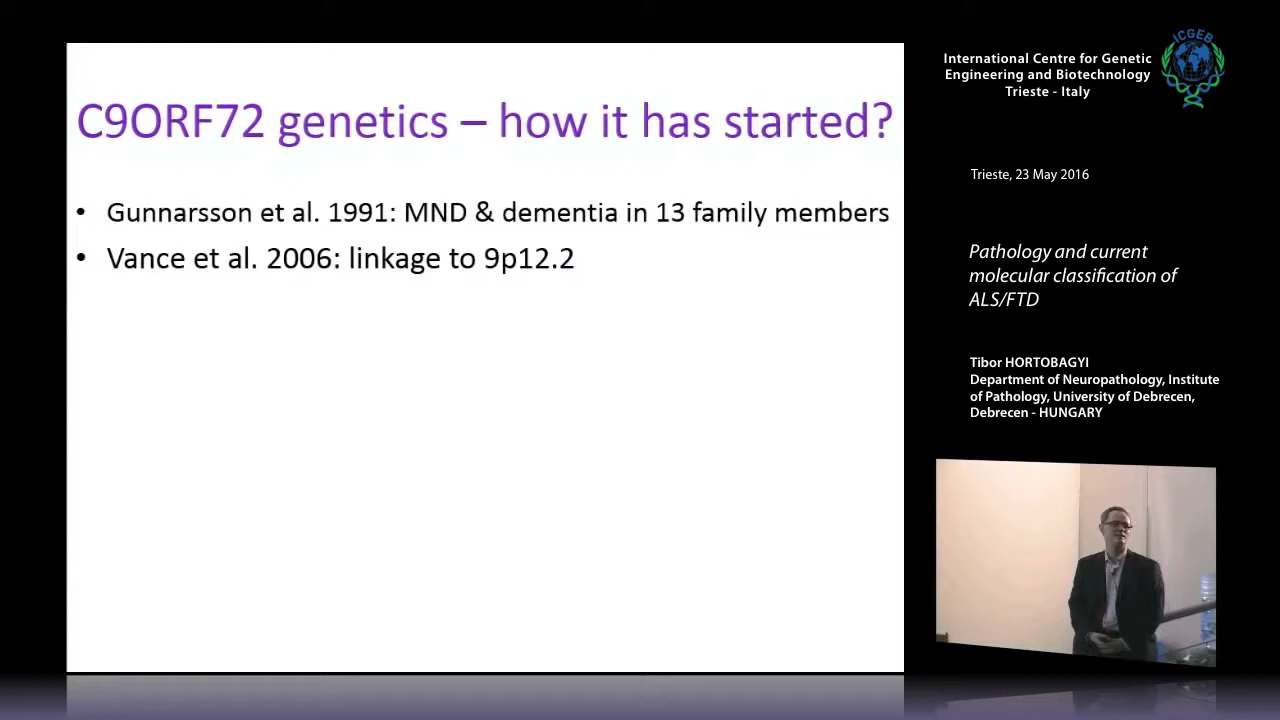 C9ORF72 genetics – how it has started?
• Gunnarsson et al. 1991: MND & dementia in 13 family members
• Vance et al. 2006: linkage to 9p12.2
International Centre for Genetic
Engineering and Biotechnology
Trieste - Italy
ICGEB
Trieste, 23 May 2016
Pathology and current
molecular classification of
ALS/FTD
Tibor HORTOBAGYI
Department of Neuropathology, Institute
of Pathology, University of Debrecen,
Debrecen - HUNGARY